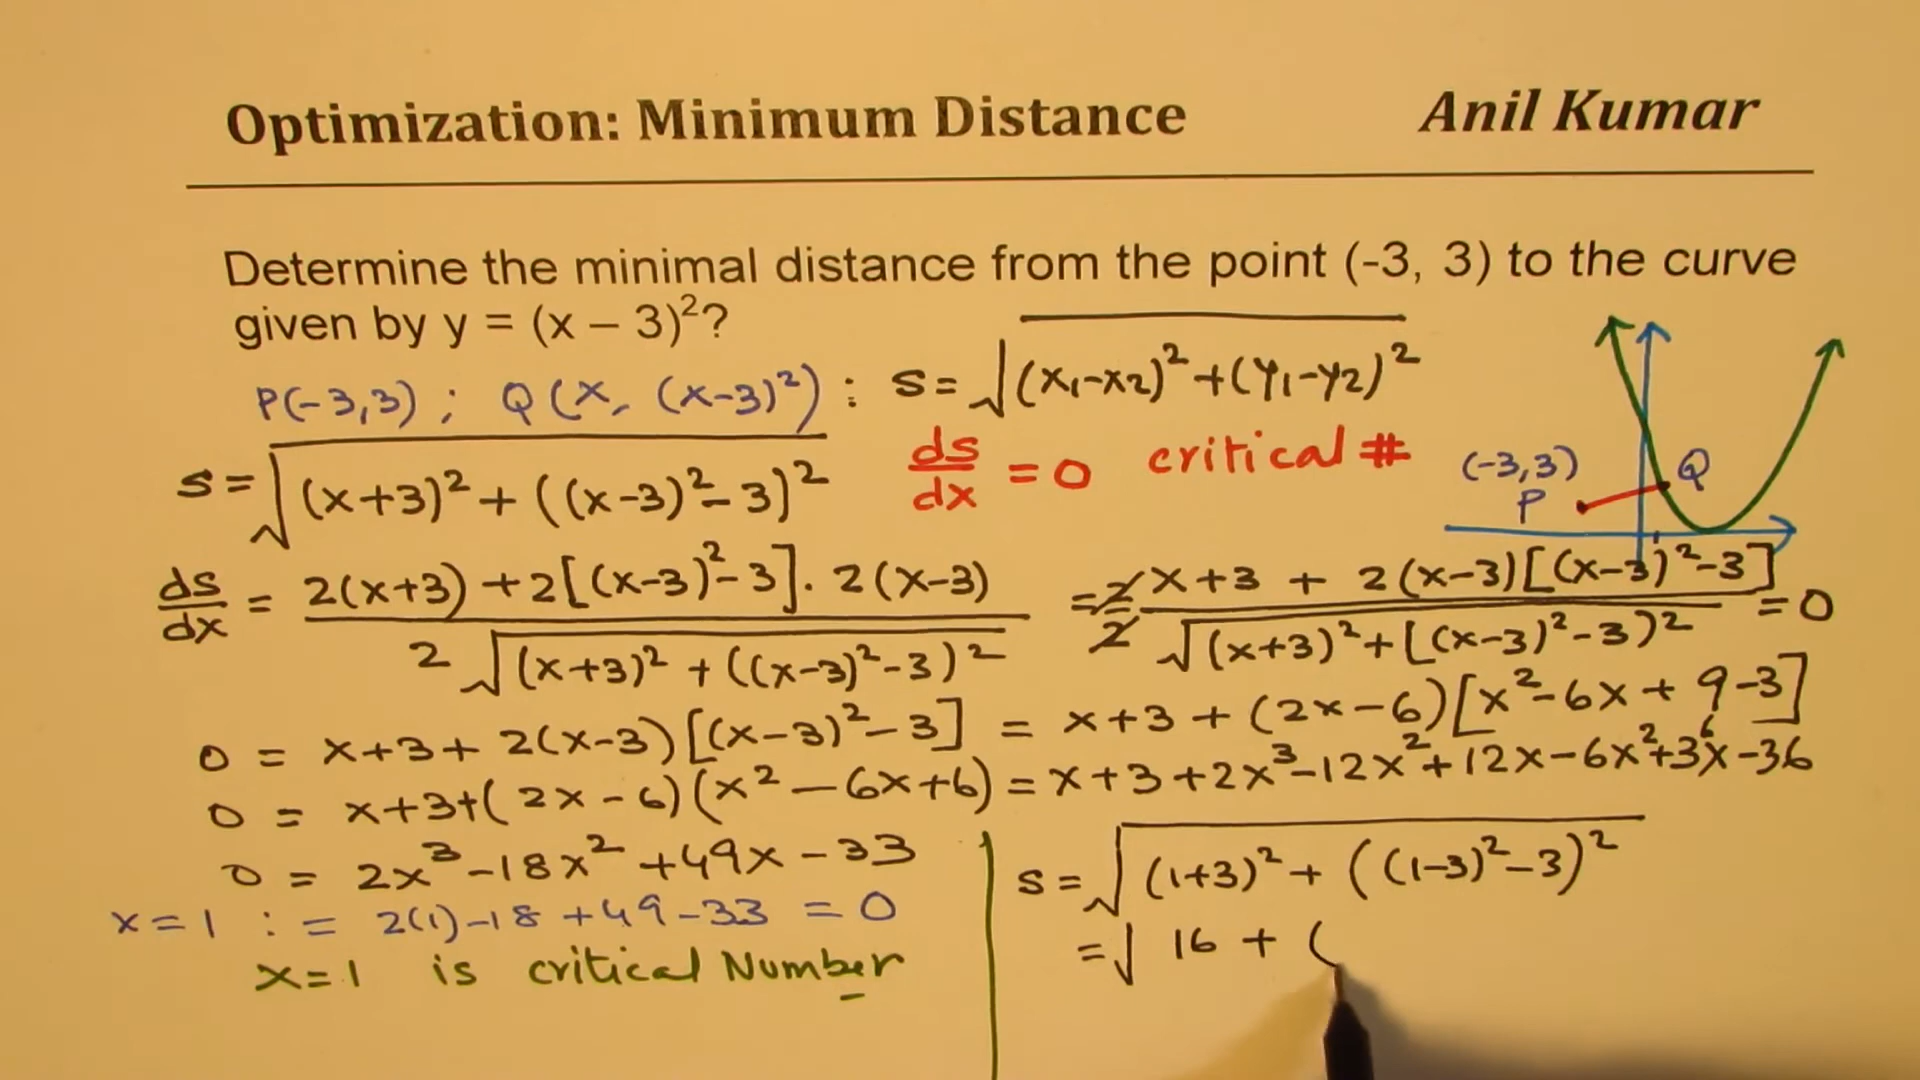 Optimization: Minimum Distance
Anil Kumar
Determine the minimal distance from the point (-3, 3) to the curve
given by y = (x – 3)²?
P(-3,3) ; Q(x, (x-3)²) : s = √((x₁-x₂)² + (y₁-y₂)²)
s = √((x+3)² + ((x-3)² - 3)²)
ds/dx = 0 critical #
(-3,3)
P
Q
ds/dx = (2(x+3) + 2[(x-3)² - 3] · 2(x-3)) / (2√((x+3)² + ((x-3)² - 3)²)) = 2/2 (x+3 + 2(x-3)[(x-3)² - 3]) / √((x+3)² + [(x-3)² - 3)²) = 0
0 = x+3 + 2(x-3)[(x-3)² - 3] = x+3 + (2x-6)[x² - 6x + 9 - 3]
0 = x+3+(2x-6)(x² - 6x+6) = x+3+2x³-12x²+12x-6x²+36x-36
0 = 2x³ - 18x² + 49x - 33
x=1 : = 2(1)-18+49-33 = 0
x=1 is critical Number
s = √((1+3)² + ((1-3)² - 3)²)
= √ 16 + (